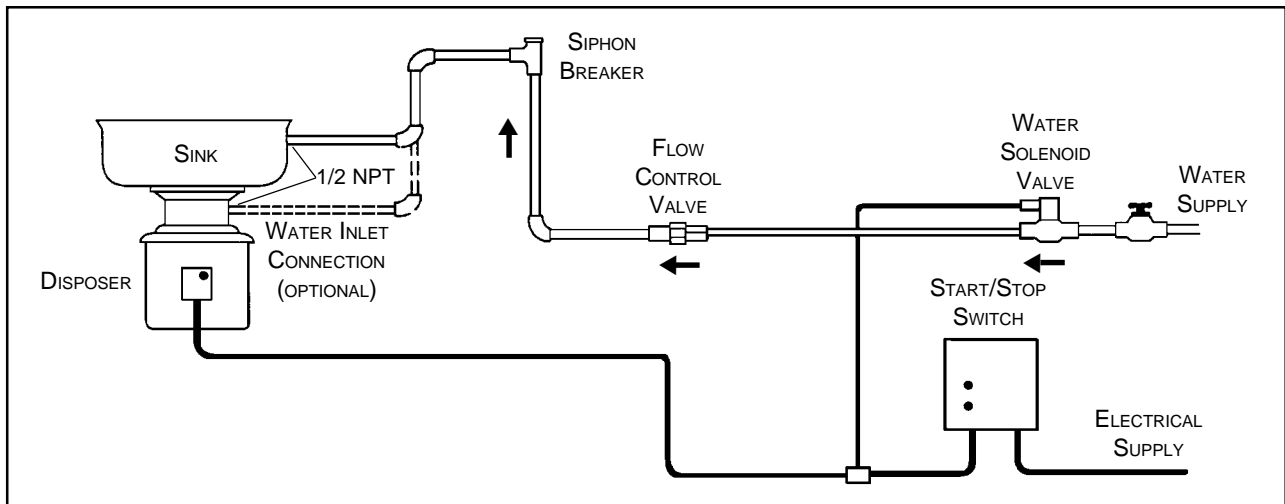 SIPHON
BREAKER
SINK
1/2 NPT
WATER INLET
CONNECTION
(OPTIONAL)
DISPOSER
FLOW
CONTROL
VALVE
WATER
SOLENOID
VALVE
WATER
SUPPLY
START/STOP
SWITCH
ELECTRICAL
SUPPLY